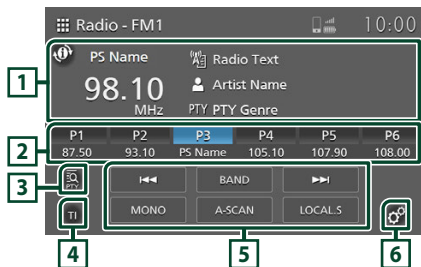 Radio - FM1 10:00
PS Name Radio Text
98.10 Artist Name
MHz PTY PTY Genre
P1 P2 P3 P4 P5 P6
87.50 93.10 PS Name 105.10 107.90 108.00
PTY BAND
TI MONO A-SCAN LOCAL.S
1
2
3
4 5 6